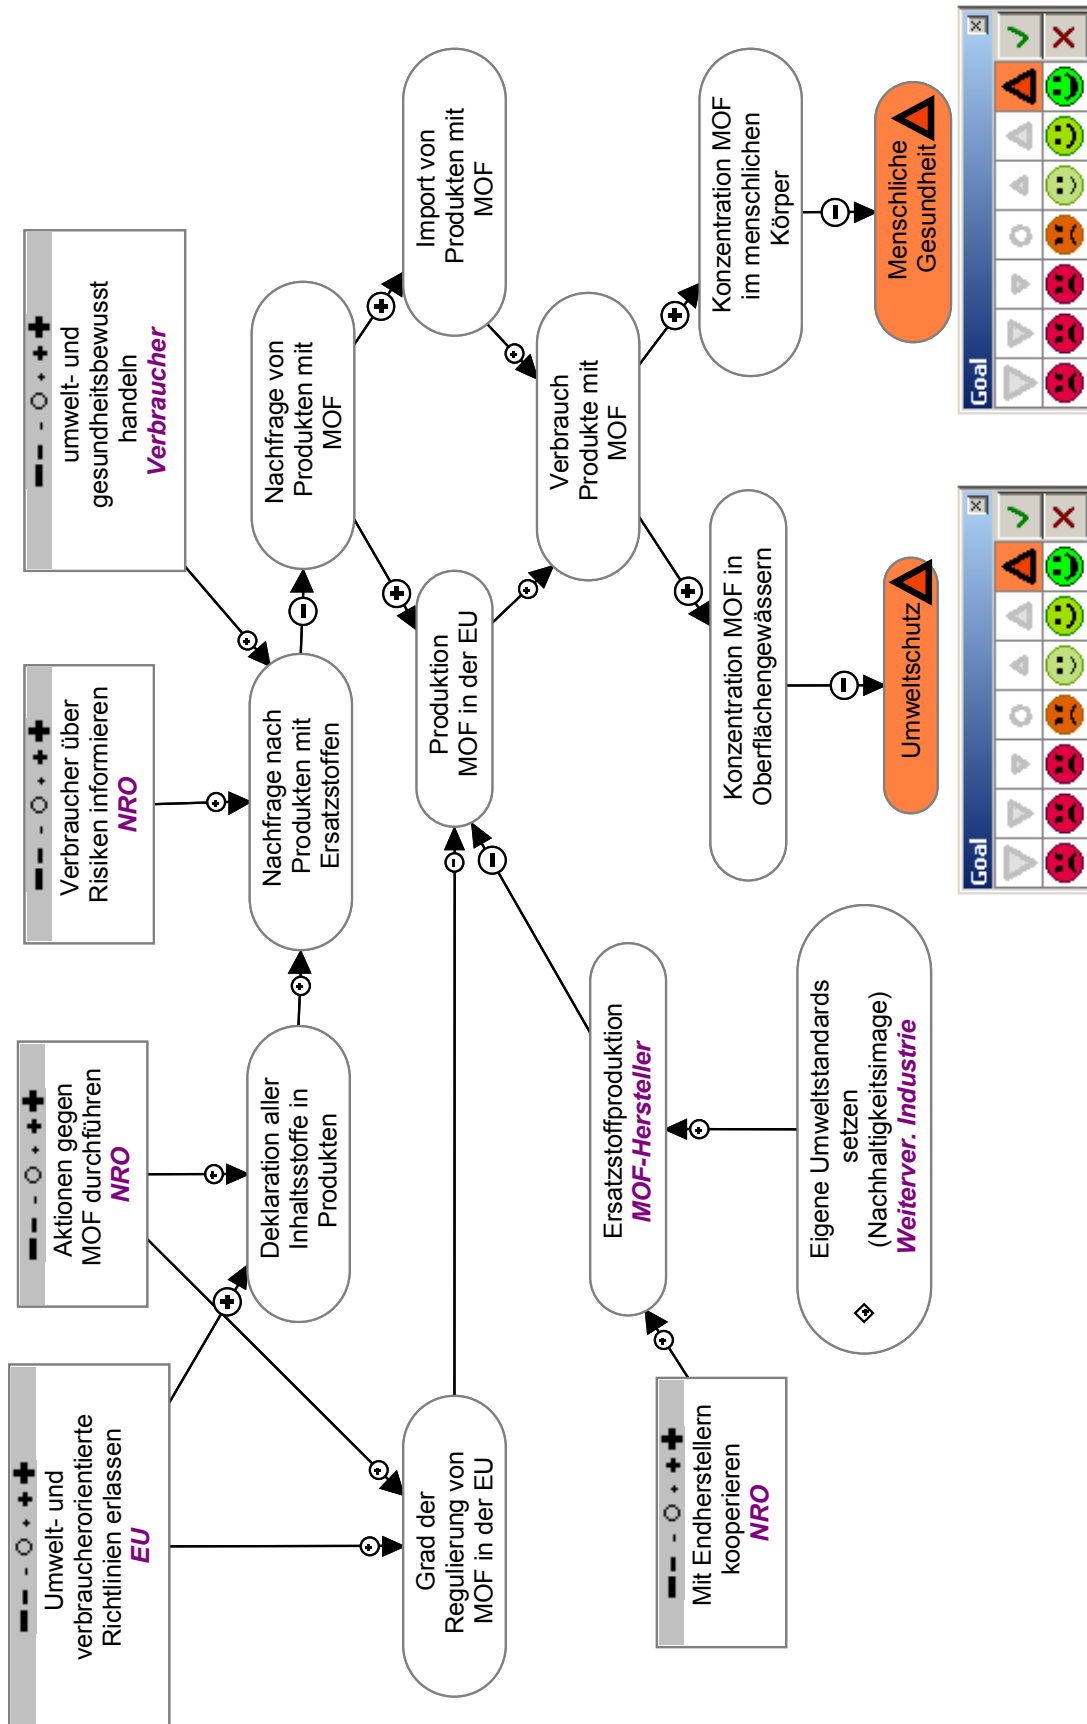 Umwelt- und
verbraucherorientierte
Richtlinien erlassen
EU
Aktionen gegen
MOF durchführen
NRO
Verbraucher über
Risiken informieren
NRO
umwelt- und
gesundheitsbewusst
handeln
Verbraucher
Deklaration aller
Inhaltsstoffe in
Produkten
Nachfrage nach
Produkten mit
Ersatzstoffen
Nachfrage von
Produkten mit
MOF
Grad der
Regulierung von
MOF in der EU
Produktion
MOF in der EU
Import von
Produkten mit
MOF
Verbrauch
Produkte mit
MOF
Ersatzstoffproduktion
MOF-Hersteller
Mit Endherstellern
kooperieren
NRO
Eigene Umweltstandards
setzen
(Nachhaltigkeitsimage)
Weiterver. Industrie
Konzentration MOF in
Oberflächengewässern
Konzentration MOF
im menschlichen
Körper
Umweltschutz
Menschliche
Gesundheit
Goal
Goal